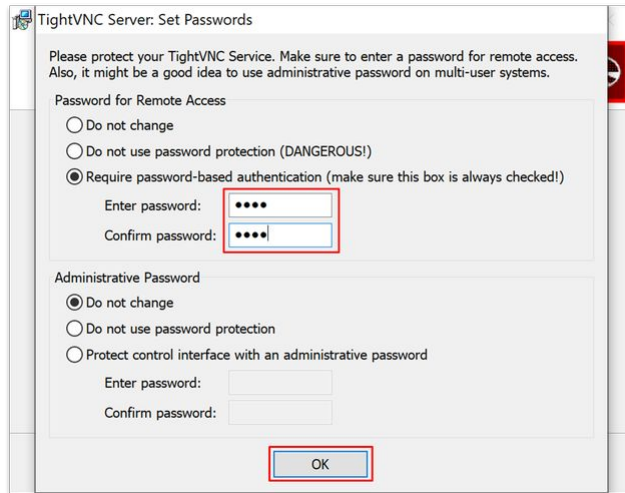 TightVNC Server: Set Passwords
Please protect your TightVNC Service. Make sure to enter a password for remote access.
Also, it might be a good idea to use administrative password on multi-user systems.
Password for Remote Access
Do not change
Do not use password protection (DANGEROUS!)
Require password-based authentication (make sure this box is always checked!)
Enter password: ●●●●
Confirm password: ●●●●
Administrative Password
Do not change
Do not use password protection
Protect control interface with an administrative password
Enter password:
Confirm password:
OK